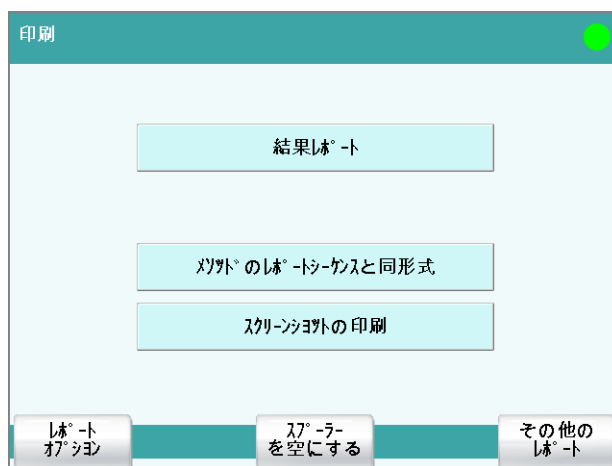 印刷
結果ﾚﾎﾟｰﾄ
ﾒｿｯﾄﾞのﾚﾎﾟｰﾄｼｰｹﾝｽと同形式
ｽｸﾘｰﾝｼｮｯﾄの印刷
ﾚﾎﾟｰﾄ
ｵﾌﾟｼｮﾝ
ｽﾌﾟｰﾗｰ
を空にする
その他の
ﾚﾎﾟｰﾄ